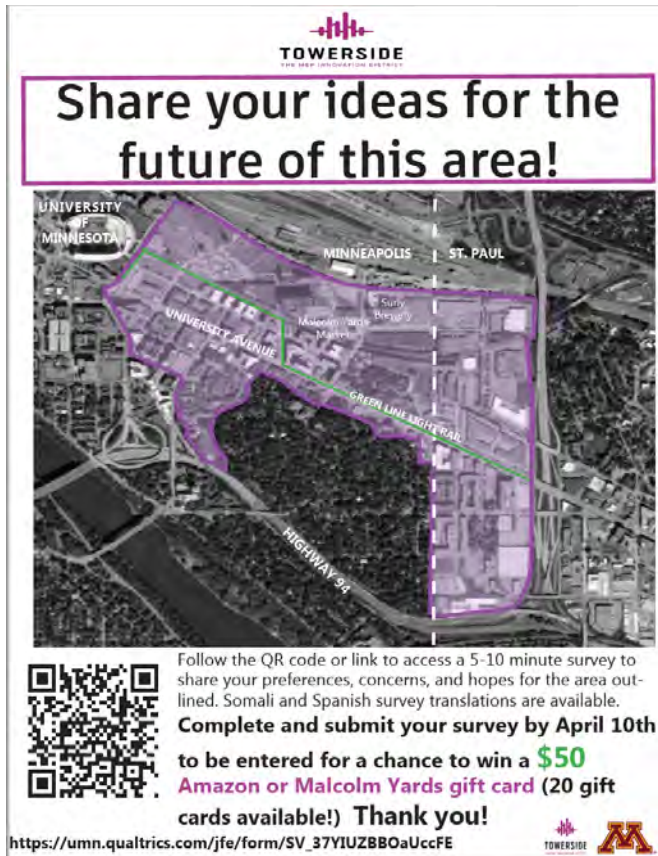 TOWERSIDE
THE MSP INNOVATION DISTRICT
Share your ideas for the
future of this area!
UNIVERSITY
OF
MINNESOTA
MINNEAPOLIS
ST. PAUL
Surly
Brewery
Malcolm Yards
Market
UNIVERSITY AVENUE
GREEN LINE LIGHT RAIL
HIGHWAY 94
Follow the QR code or link to access a 5-10 minute survey to
share your preferences, concerns, and hopes for the area out-
lined. Somali and Spanish survey translations are available.
Complete and submit your survey by April 10th
to be entered for a chance to win a $50
Amazon or Malcolm Yards gift card (20 gift
cards available!) Thank you!
https://umn.qualtrics.com/jfe/form/SV_37YIUZBBOaUccFE
TOWERSIDE
M